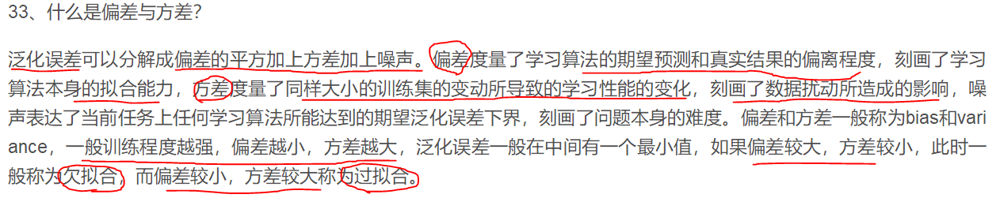 33、什么是偏差与方差？
泛化误差可以分解成偏差的平方加上方差加上噪声。偏差度量了学习算法的期望预测和真实结果的偏离程度，刻画了学习
算法本身的拟合能力，方差度量了同样大小的训练集的变动所导致的学习性能的变化，刻画了数据扰动所造成的影响，噪
声表达了当前任务上任何学习算法所能达到的期望泛化误差下界，刻画了问题本身的难度。偏差和方差一般称为bias和vari
ance，一般训练程度越强，偏差越小，方差越大，泛化误差一般在中间有一个最小值，如果偏差较大，方差较小，此时一
般称为欠拟合，而偏差较小，方差较大称为过拟合。